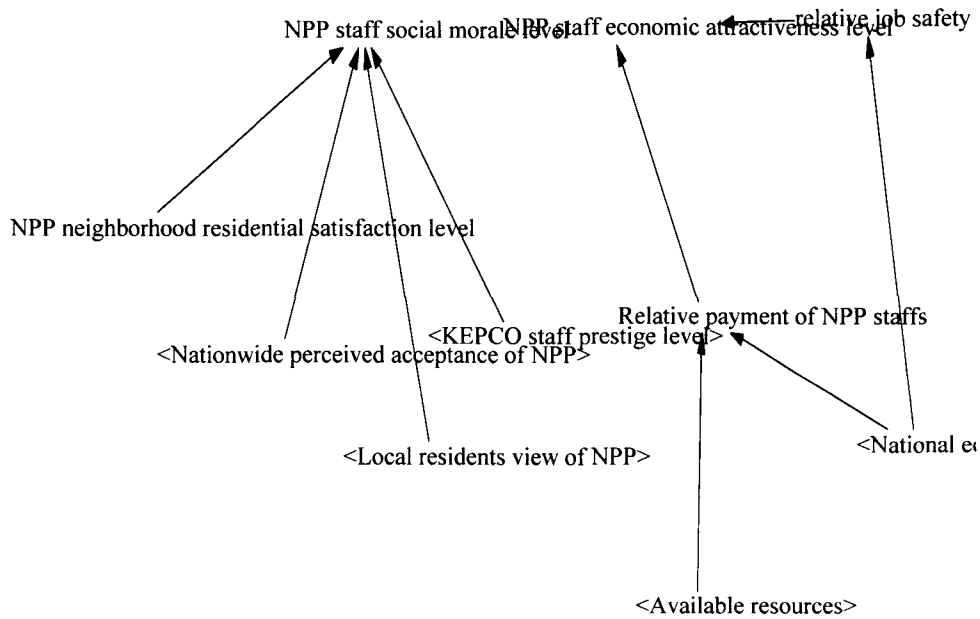 NPP staff social morale level
NPP staff economic attractiveness level
relative job safety
NPP neighborhood residential satisfaction level
Relative payment of NPP staffs
<KEPCO staff prestige level>
<Nationwide perceived acceptance of NPP>
<Local residents view of NPP>
<National
<Available resources>